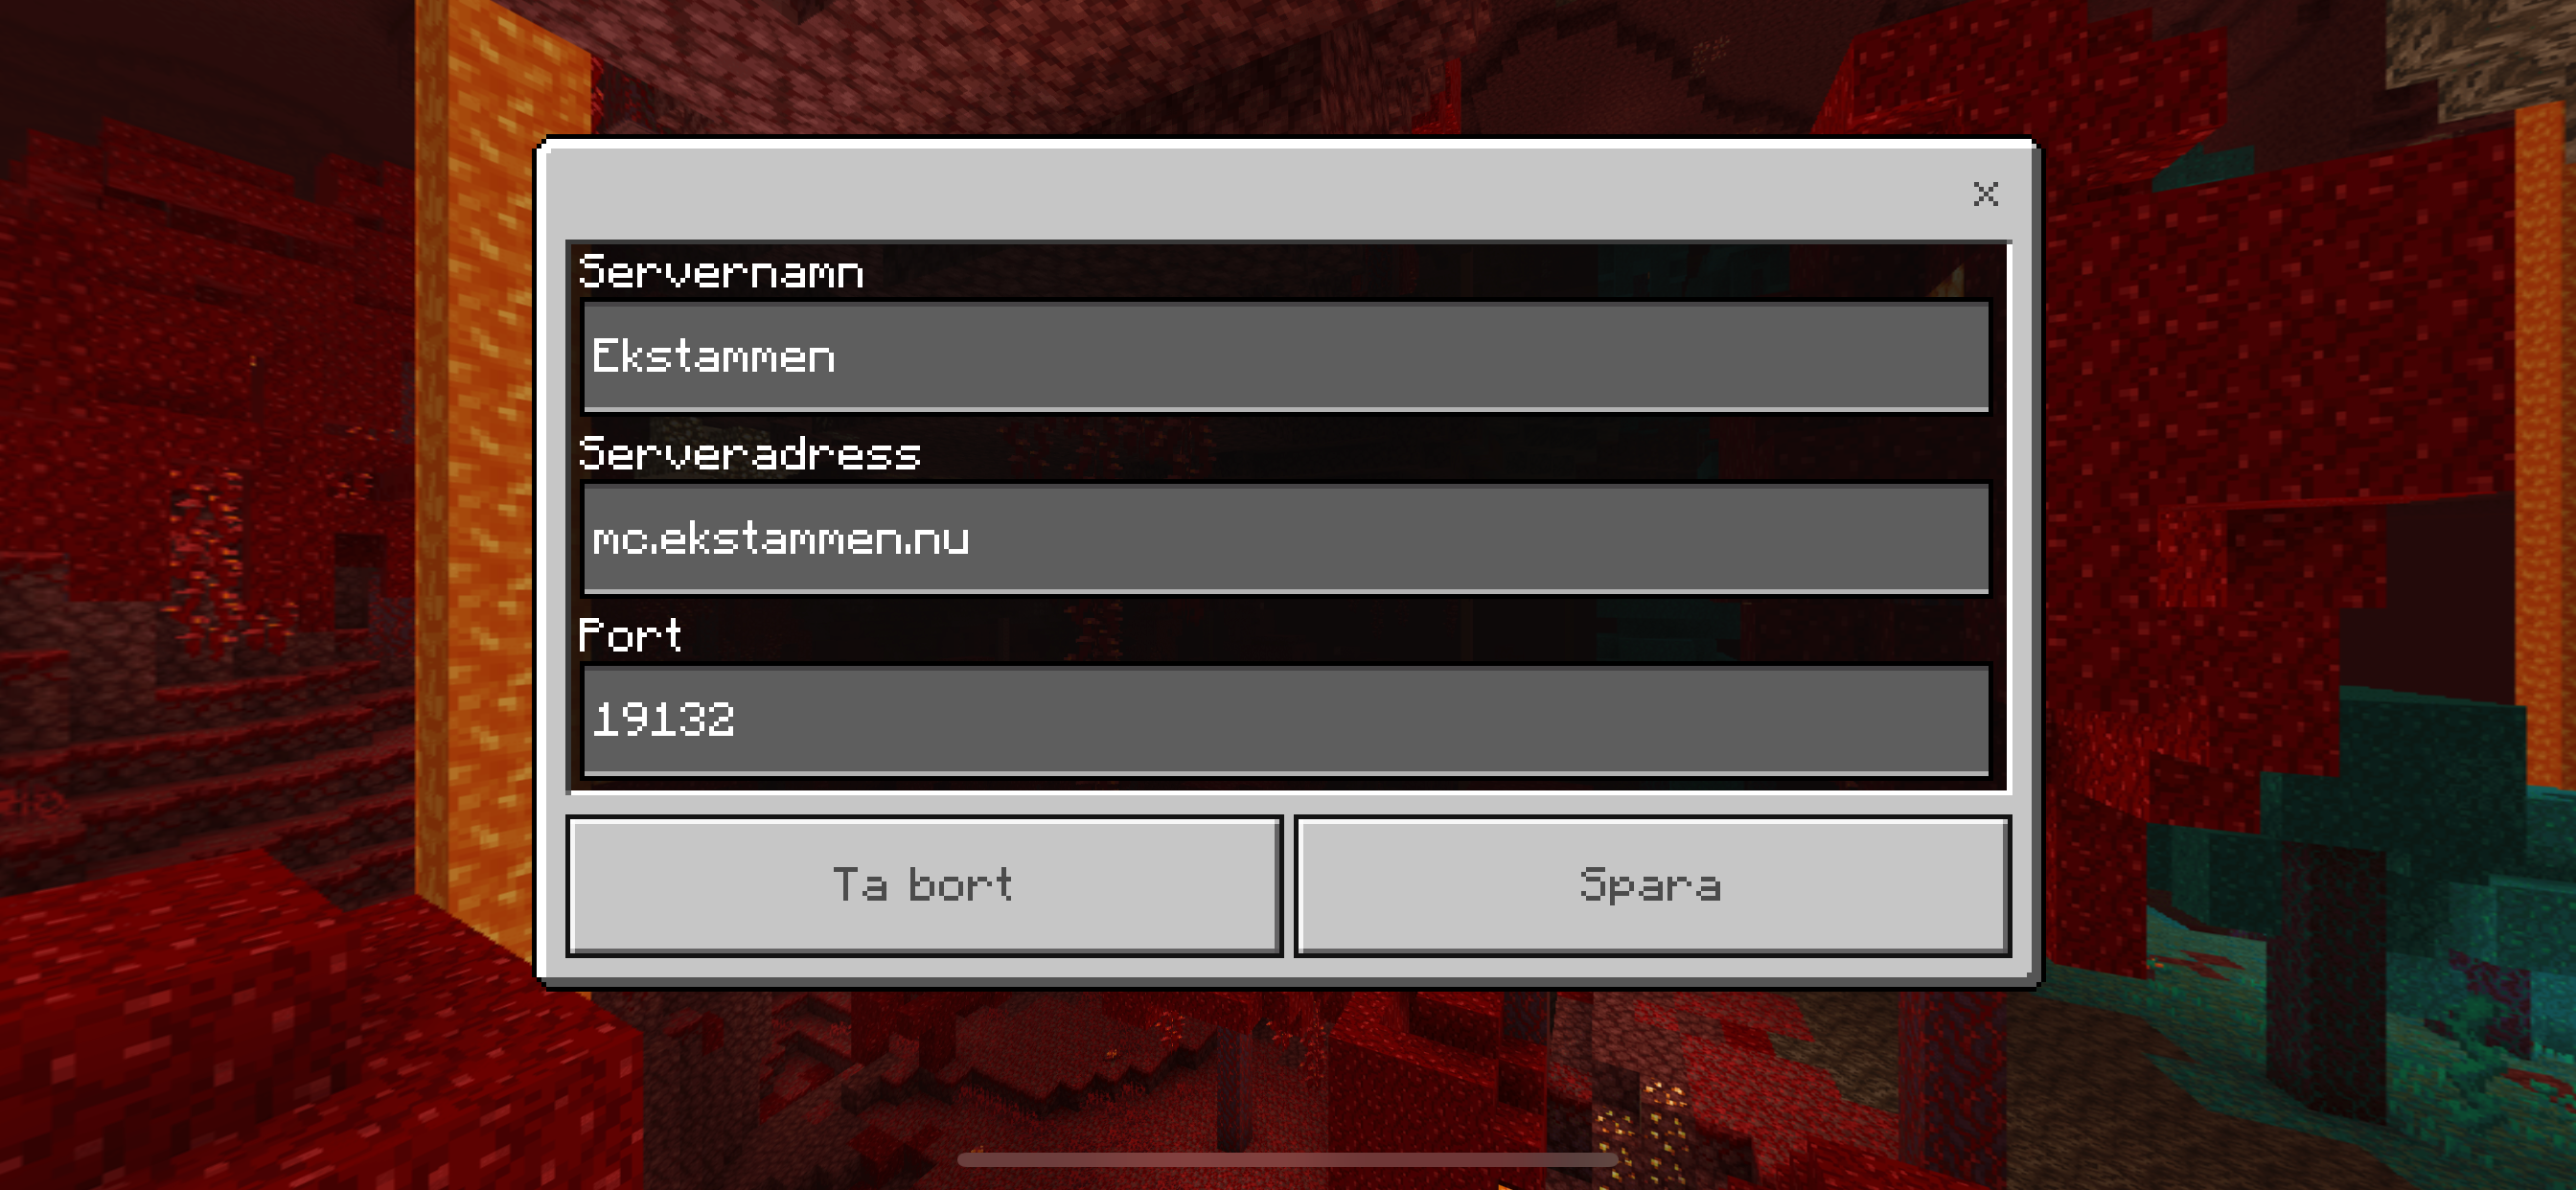 Servernamn
Ekstammen
Serveradress
mc.ekstammen.nu
Port
19132
Ta bort
Spara